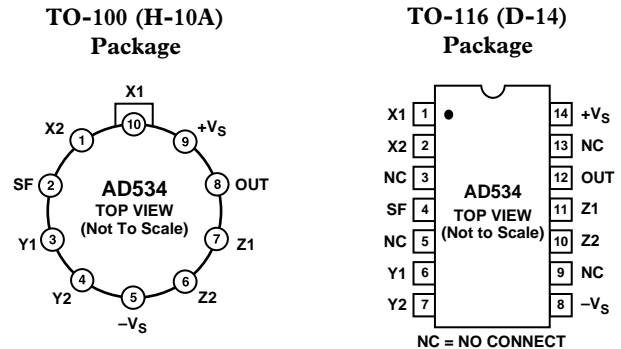 TO-100 (H-10A)
Package
X1
10
X2
1
+VS
9
SF
2
AD534
TOP VIEW
(Not To Scale)
8
OUT
Y1
3
7
Z1
Y2
4
6
Z2
5
–VS
TO-116 (D-14)
Package
X1 1
14 +VS
X2 2
13 NC
NC 3
12 OUT
AD534
TOP VIEW
(Not to Scale)
SF 4
11 Z1
NC 5
10 Z2
Y1 6
9 NC
Y2 7
8 –VS
NC = NO CONNECT